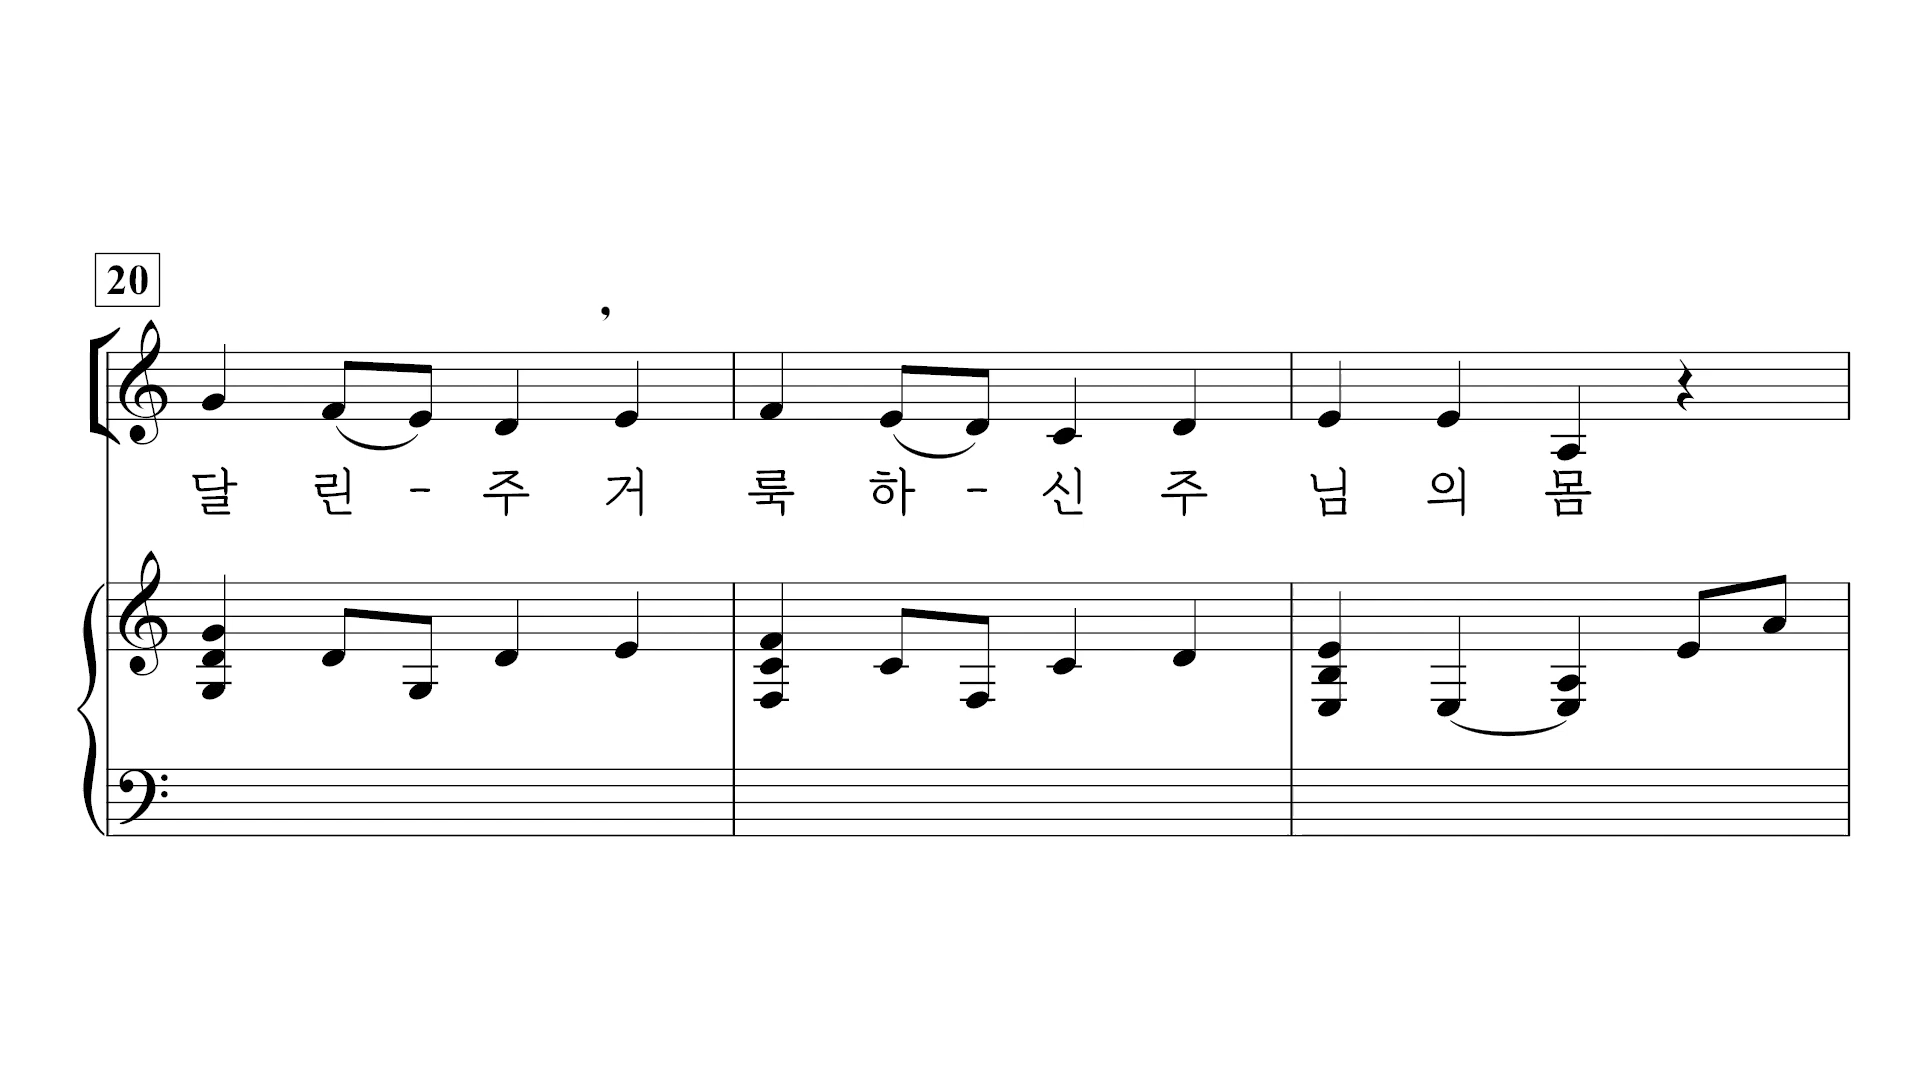 20
달 린 - 주 거 룩 하 - 신 주 님 의 몸